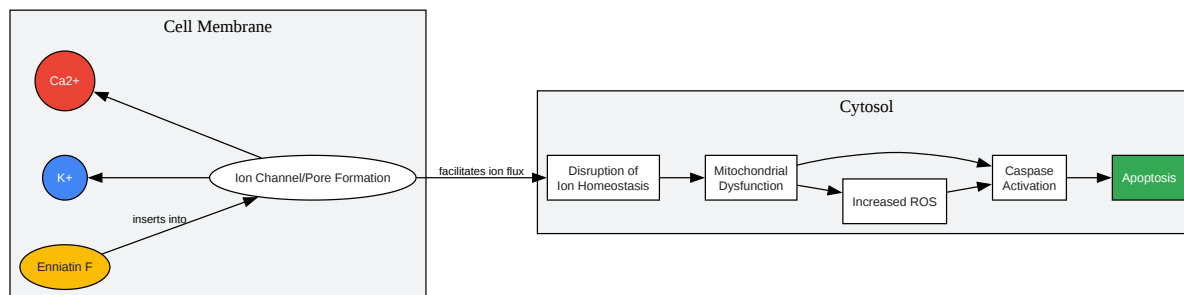 Cell Membrane
Ca2+
K+
Ion Channel/Pore Formation
inserts into
Enniatin F
facilitates ion flux
Cytosol
Disruption of
Ion Homeostasis
Mitochondrial
Dysfunction
Increased ROS
Caspase
Activation
Apoptosis